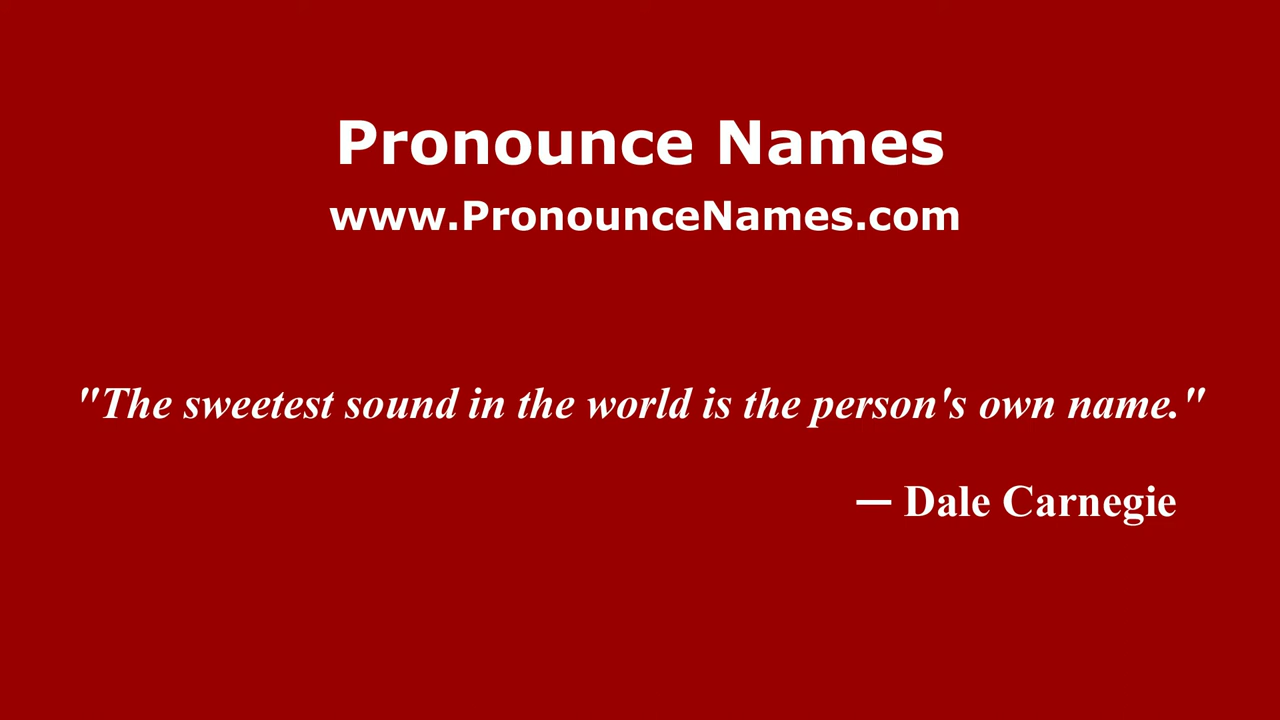 Pronounce Names
www.PronounceNames.com
"The sweetest sound in the world is the person's own name."
— Dale Carnegie